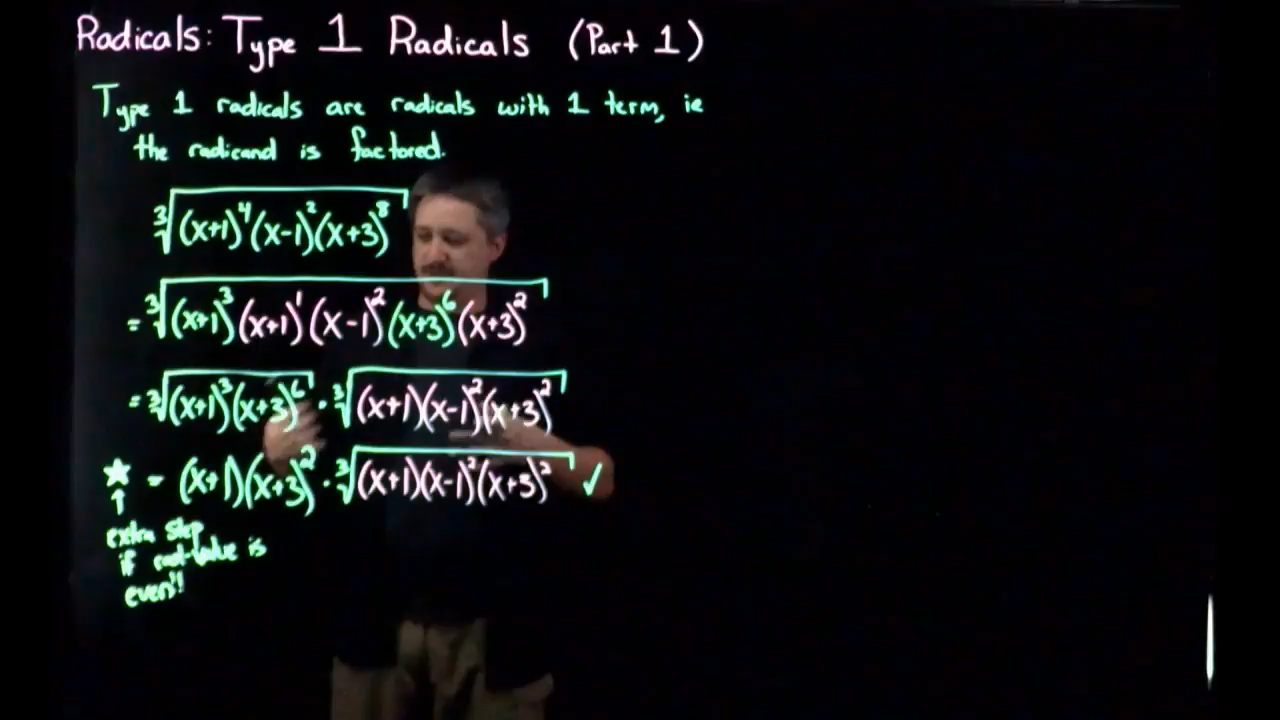 Radicals: Type 1 Radicals (Part 1)
Type 1 radicals are radicals with 1 term, ie
the radicand is factored.
∛((x+1)⁴(x-1)²(x+3)⁸)
= ∛((x+1)³(x+1)¹(x-1)²(x+3)⁶(x+3)²)
= ∛((x+1)³(x+3)⁶) · ∛((x+1)(x-1)²(x+3)²)
★ = (x+1)(x+3)² · ∛((x+1)(x-1)²(x+3)²) ✓
↑
extra step
if root-value is
even!!